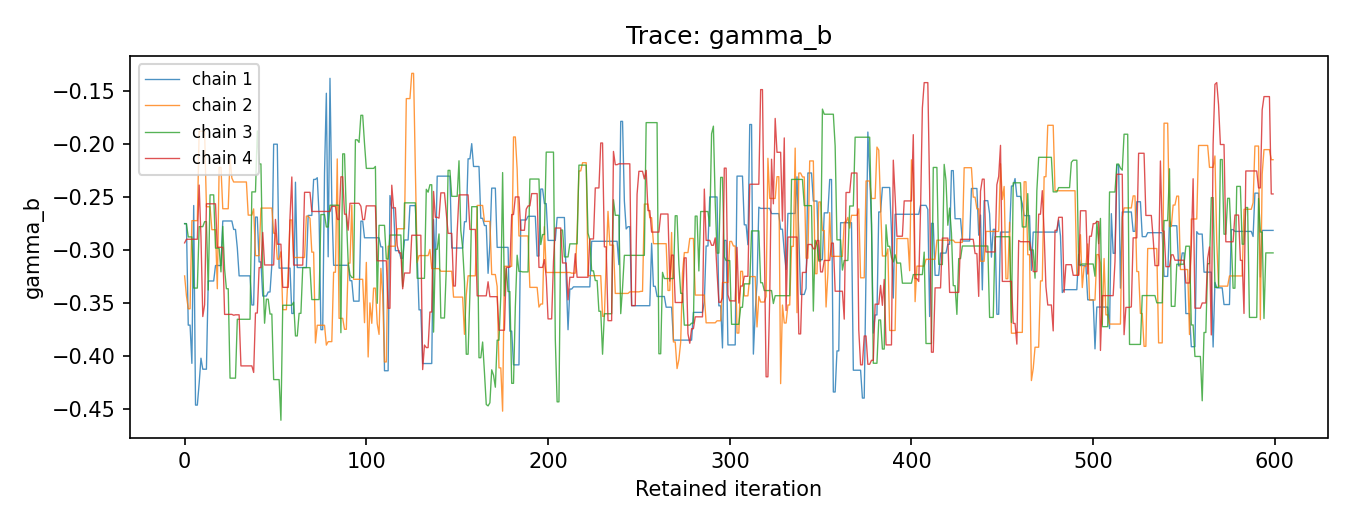 Trace: gamma_b
chain 1
chain 2
chain 3
chain 4
−0.15
−0.20
−0.25
−0.30
−0.35
−0.40
−0.45
gamma_b
0 100 200 300 400 500 600
Retained iteration